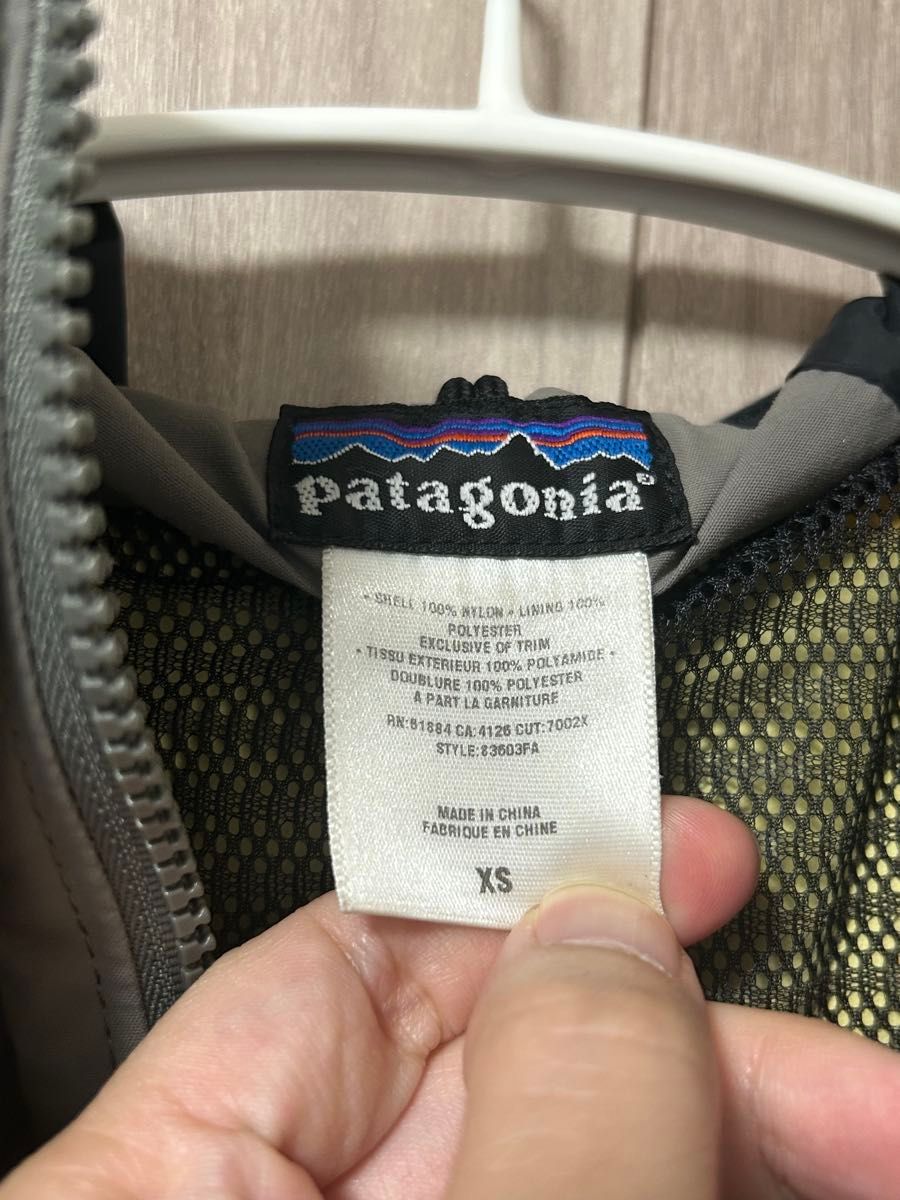 patagonia®
• SHELL 100% NYLON • LINING 100%
POLYESTER
EXCLUSIVE OF TRIM
• TISSU EXTERIEUR 100% POLYAMIDE •
DOUBLURE 100% POLYESTER
A PART LA GARNITURE
RN:51884 CA:4126 CUT:7002X
STYLE:83603FA
MADE IN CHINA
FABRIQUE EN CHINE
XS